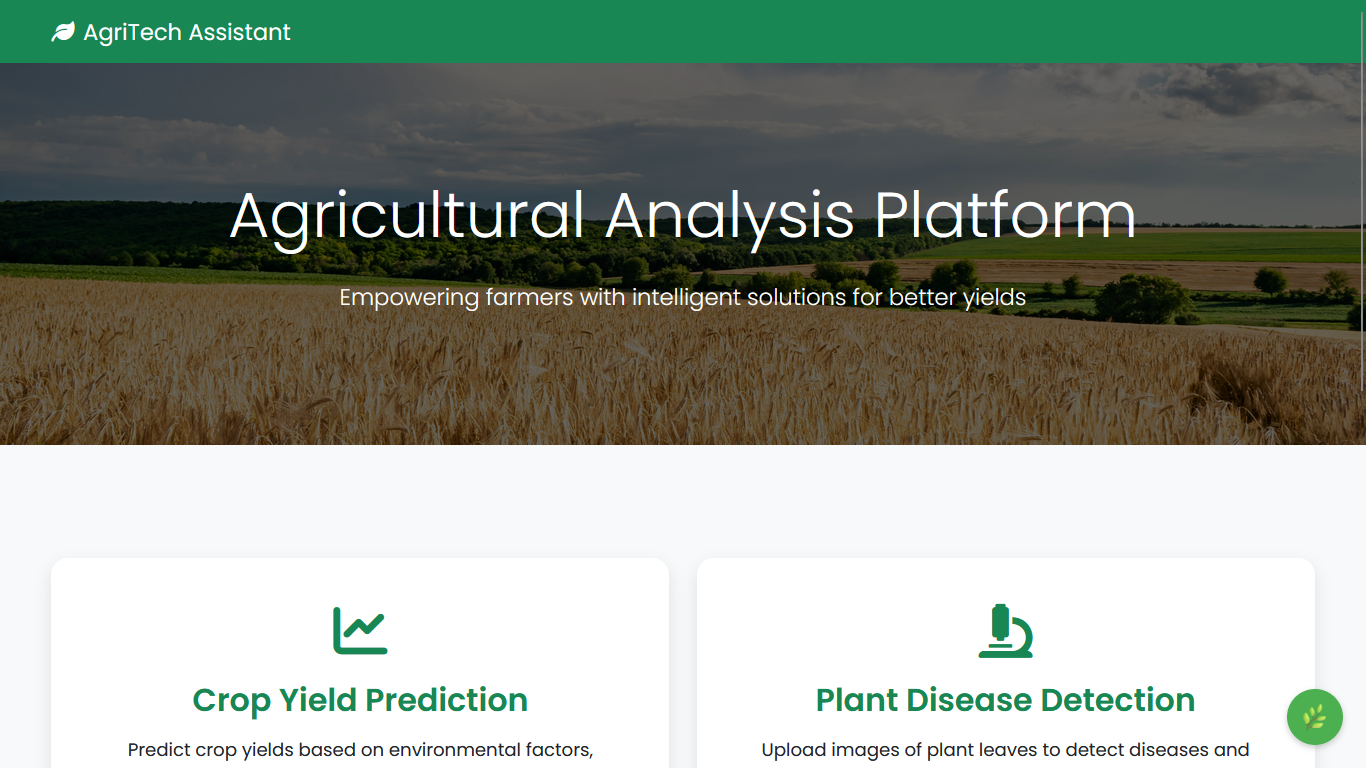 AgriTech Assistant
Agricultural Analysis Platform
Empowering farmers with intelligent solutions for better yields
Crop Yield Prediction
Predict crop yields based on environmental factors,
Plant Disease Detection
Upload images of plant leaves to detect diseases and